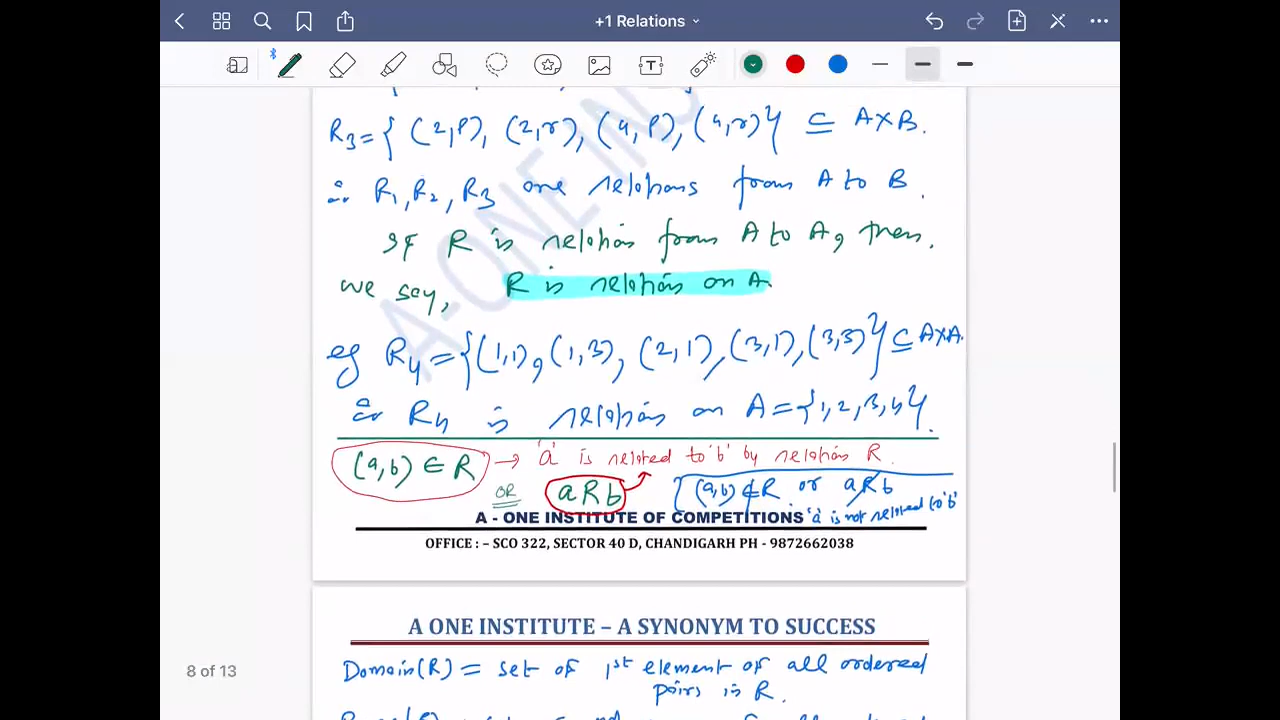 +1 Relations
R3 = { (2,p), (2,r), (4,p), (4,r)} ⊆ A×B.
∴ R1, R2, R3 are relations from A to B.
If R is relation from A to A, then,
we say, R is relation on A.
eg R4 = {(1,1), (1,3), (2,1), (3,1), (3,3)} ⊆ A×A.
∴ R4 is relation on A = {1,2,3,4}.
(a,b) ∈ R → 'a' is related to 'b' by relation R.
OR aRb (a,b) ∉ R or a R̸ b
'a' is not related to 'b'
A - ONE INSTITUTE OF COMPETITIONS
OFFICE : – SCO 322, SECTOR 40 D, CHANDIGARH PH - 9872662038
A ONE INSTITUTE – A SYNONYM TO SUCCESS
8 of 13
Domain(R) = set of 1st element of all ordered
pairs in R.
A-ONE INS